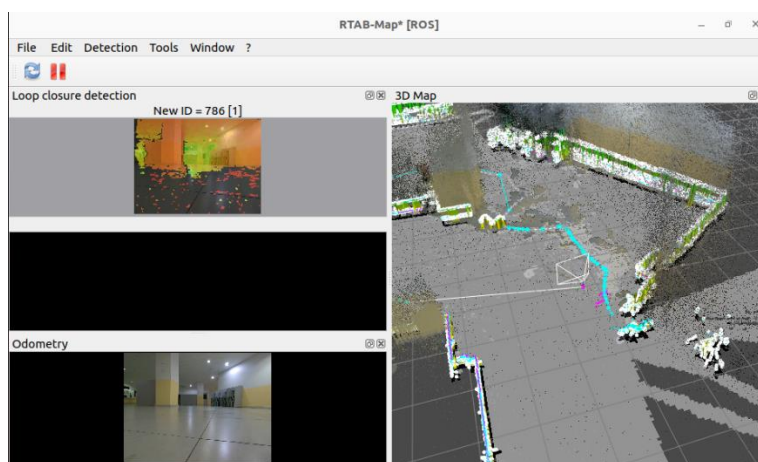 RTAB-Map* [ROS]
File Edit Detection Tools Window ?
Loop closure detection
New ID = 786 [1]
3D Map
Odometry